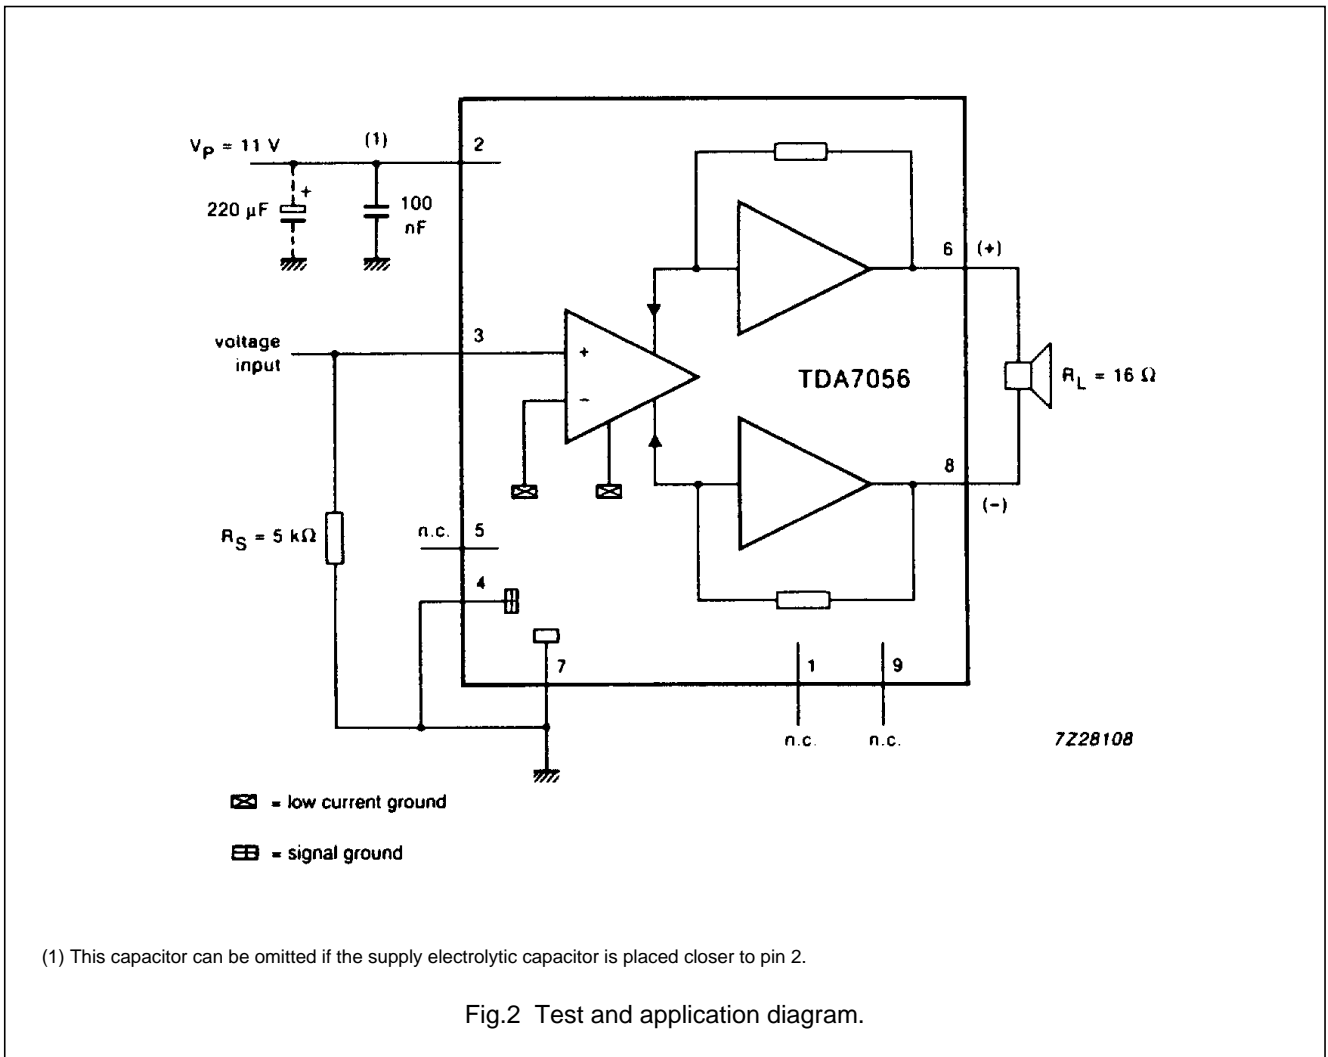 V_P = 11 V
(1)
2
220 µF
+
100
nF
6
(+)
voltage
input
3
+
−
TDA7056
R_L = 16 Ω
8
(−)
R_S = 5 kΩ
n.c.
5
4
7
1
9
n.c.
n.c.
7Z28108
= low current ground
= signal ground
(1) This capacitor can be omitted if the supply electrolytic capacitor is placed closer to pin 2.
Fig.2 Test and application diagram.